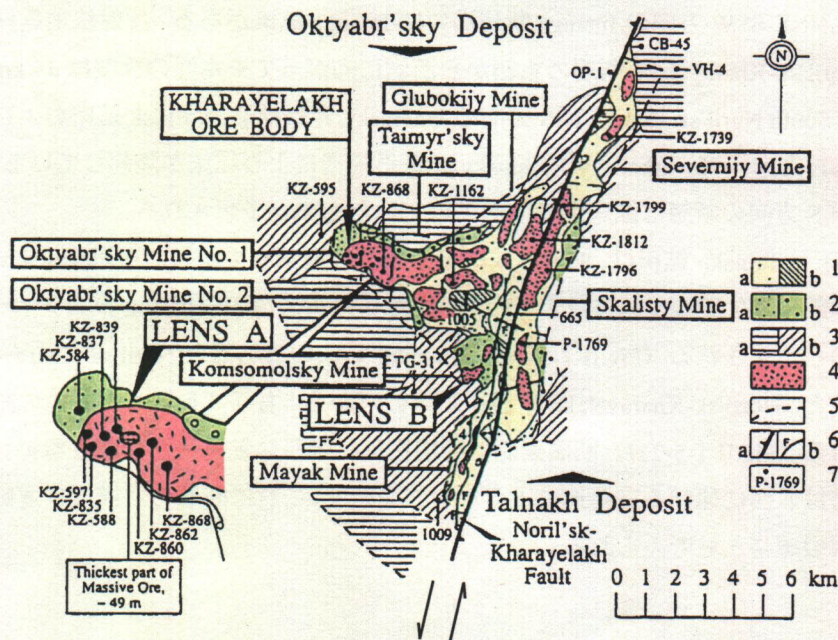 Oktyabr'sky Deposit
CB-45
VH-4
OP-1
N
KHARAYELAKH
ORE BODY
Glubokij Mine
Taimyr'sky
Mine
KZ-1739
Sewernij Mine
KZ-595
KZ-868
KZ-1162
KZ-1799
KZ-1812
KZ-1796
Oktyabr'sky Mine No. 1
Oktyabr'sky Mine No. 2
1005
665
Skalisty Mine
a b 1
a b 2
a b 3
4
5
a F b 6
P-1769 7
KZ-839
KZ-837
KZ-584
LENS A
TG-31
P-1769
Komsomolsky Mine
LENS B
F
Mayak Mine
KZ-597
KZ-835
KZ-588
KZ-868
KZ-862
KZ-860
1009
Talnakh Deposit
Noril'sk-
Kharayelakh
Fault
Thickest part of
Massive Ore,
~ 49 m
0 1 2 3 4 5 6 km